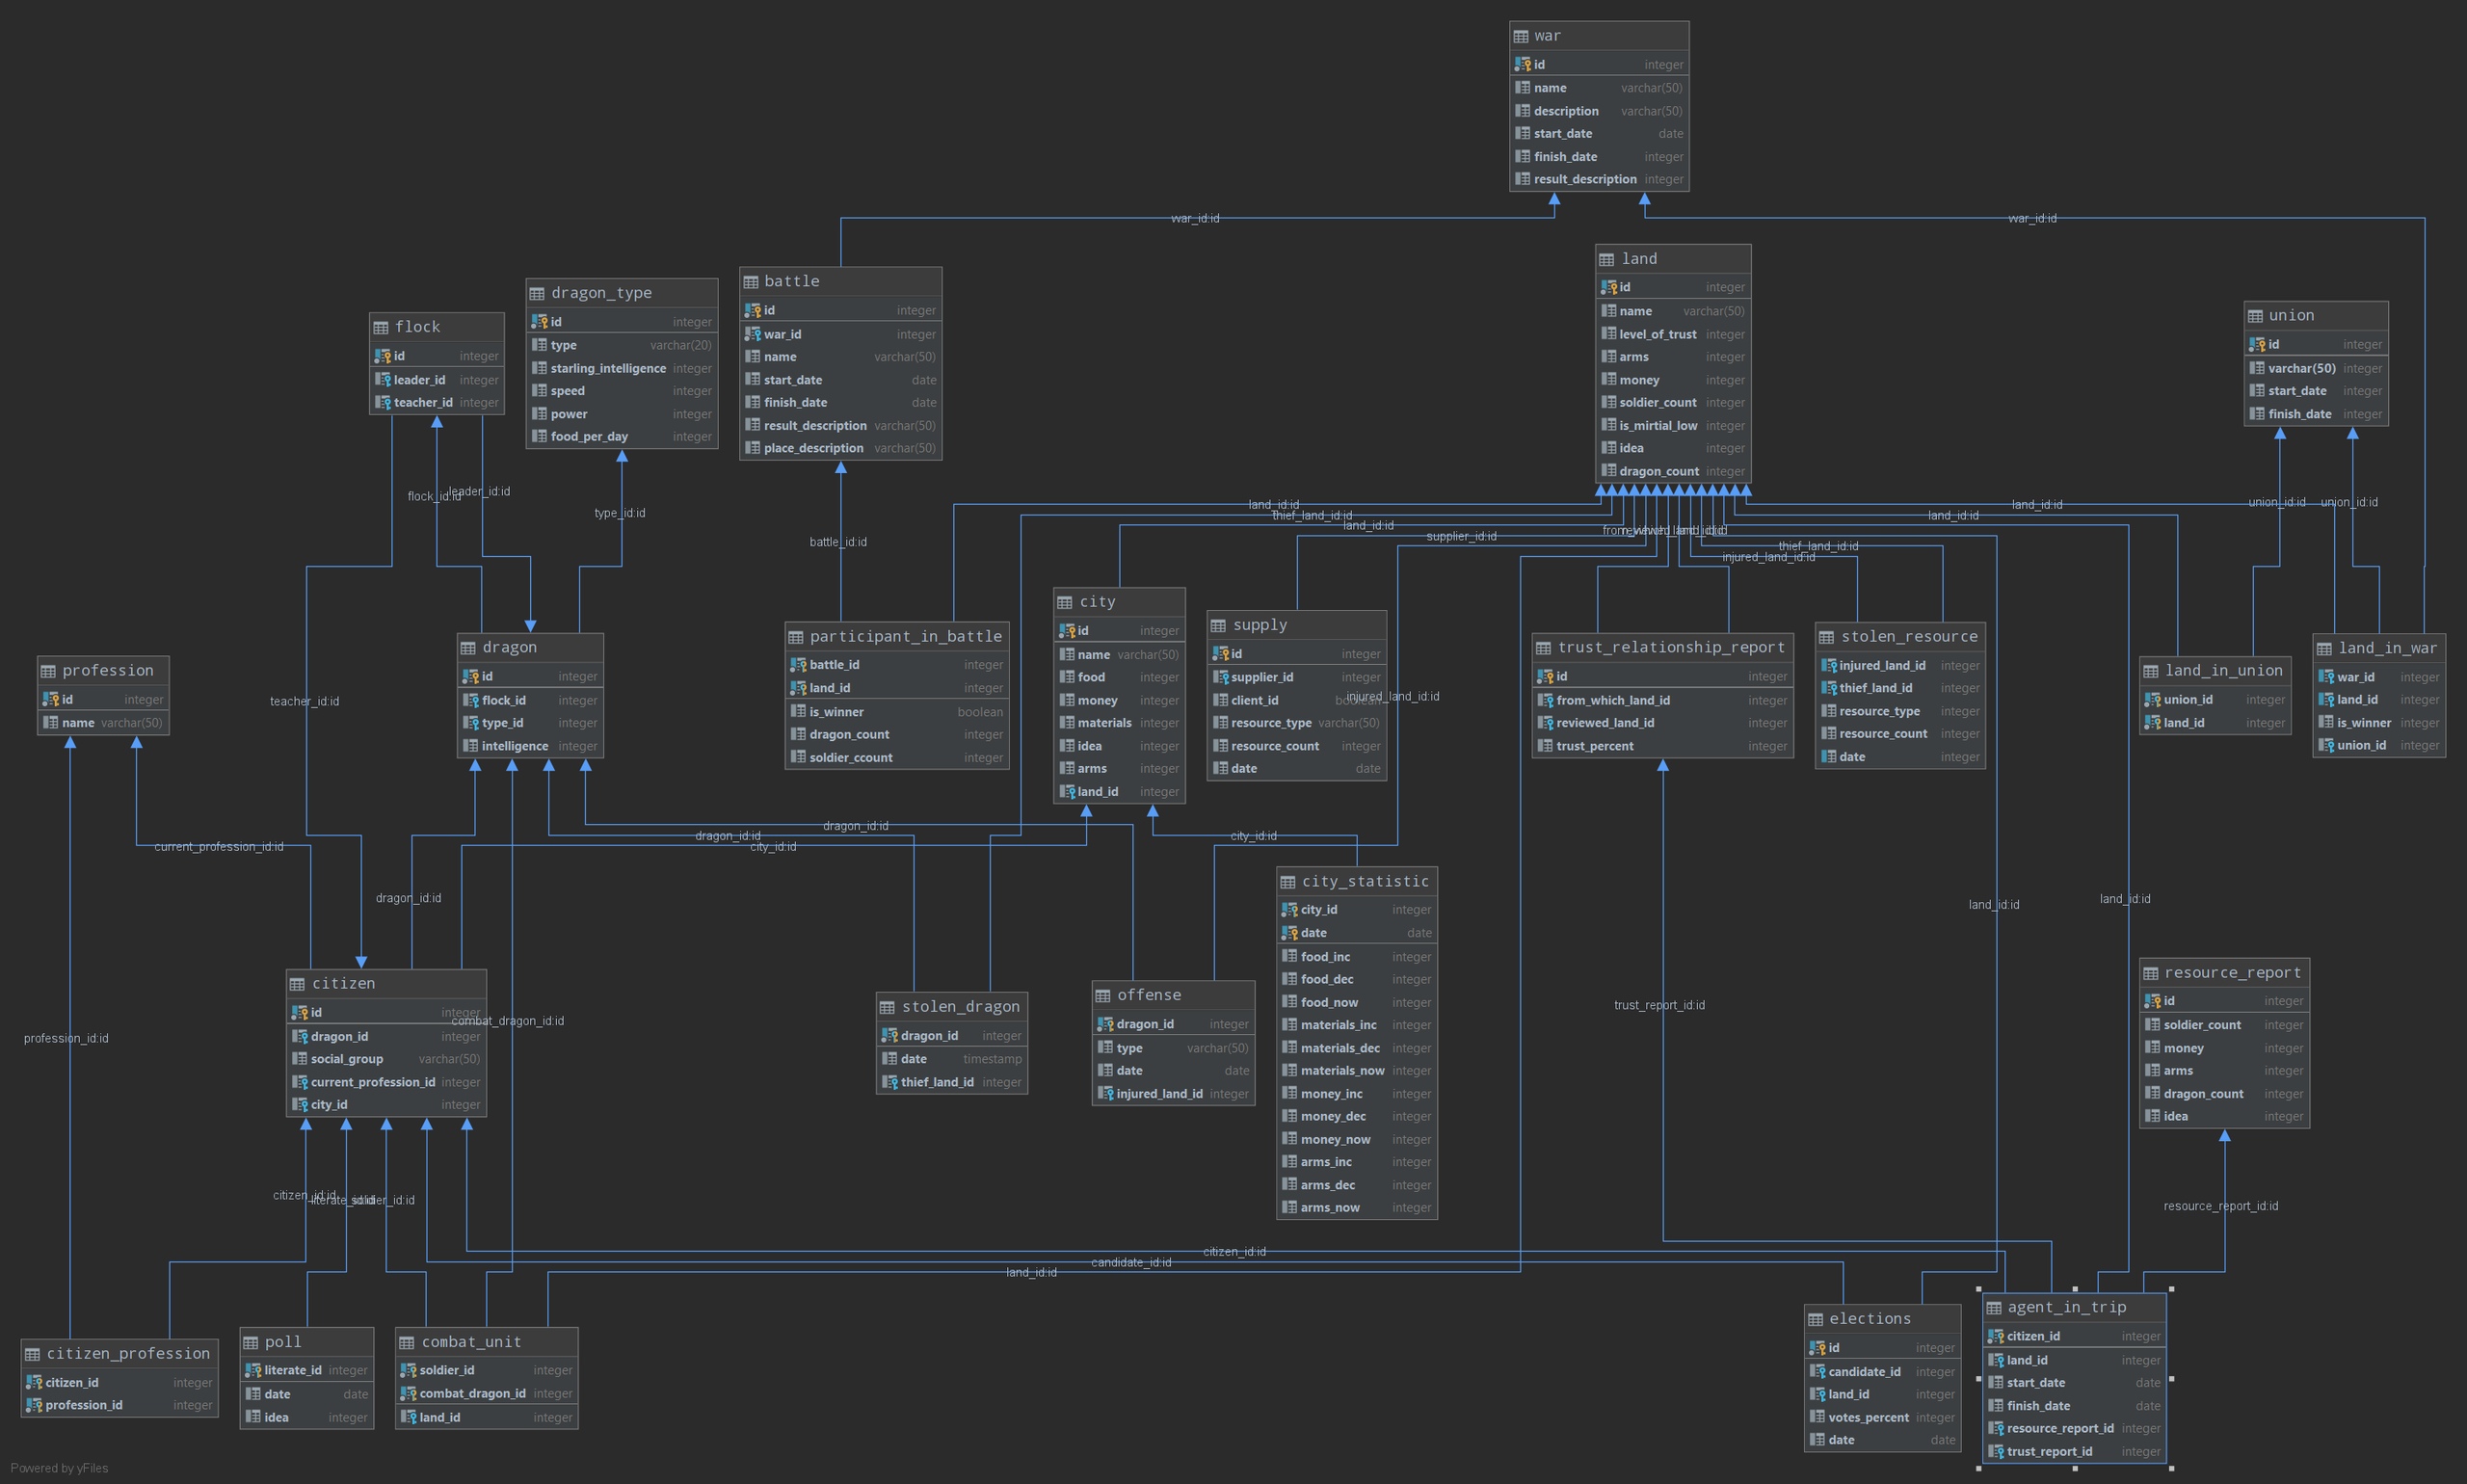 war
id integer
name varchar(50)
description varchar(50)
start_date date
finish_date integer
result_description integer
war_id:id
war_id:id
land
id integer
name varchar(50)
level_of_trust integer
arms integer
money integer
soldier_count integer
is_mirtial_low integer
idea integer
dragon_count integer
battle
id integer
war_id integer
name varchar(50)
start_date date
finish_date date
result_description varchar(50)
place_description varchar(50)
dragon_type
id integer
type varchar(20)
starling_intelligence integer
speed integer
power integer
food_per_day integer
flock
id integer
leader_id integer
teacher_id integer
union
id integer
varchar(50) integer
start_date integer
finish_date integer
flock_id:id
leader_id:id
type_id:id
battle_id:id
land_id:id
thief_land_id:id
land_id:id
supplier_id:id
injured_land_id:id
thief_land_id:id
land_id:id
land_id:id
union_id:id
union_id:id
city
id integer
name varchar(50)
food integer
money integer
materials integer
idea integer
arms integer
land_id integer
supply
id integer
supplier_id integer
client_id boolean
resource_type varchar(50)
resource_count integer
date date
injured_land_id:id
participant_in_battle
battle_id integer
land_id integer
is_winner boolean
dragon_count integer
soldier_ccount integer
trust_relationship_report
id integer
from_which_land_id integer
reviewed_land_id integer
trust_percent integer
stolen_resource
injured_land_id integer
thief_land_id integer
resource_type integer
resource_count integer
date integer
land_in_union
union_id integer
land_id integer
land_in_war
war_id integer
land_id integer
is_winner integer
union_id integer
dragon
id integer
flock_id integer
type_id integer
intelligence integer
profession
id integer
name varchar(50)
teacher_id:id
current_profession_id:id
dragon_id:id
dragon_id:id
dragon_id:id
city_id:id
city_id:id
city_statistic
city_id integer
date date
food_inc integer
food_dec integer
food_now integer
materials_inc integer
materials_dec integer
materials_now integer
money_inc integer
money_dec integer
money_now integer
arms_inc integer
arms_dec integer
arms_now integer
land_id:id
land_id:id
citizen
id integer
dragon_id integer
social_group varchar(50)
current_profession_id integer
city_id integer
combat_dragon_id:id
stolen_dragon
dragon_id integer
date timestamp
thief_land_id integer
offense
dragon_id integer
type varchar(50)
date date
injured_land_id integer
resource_report
id integer
soldier_count integer
money integer
arms integer
dragon_count integer
idea integer
trust_report_id:id
profession_id:id
citizen_id:id
resource_report_id:id
citizen_id:id
candidate_id:id
land_id:id
citizen_profession
citizen_id integer
profession_id integer
poll
literate_id integer
date date
idea integer
combat_unit
soldier_id integer
combat_dragon_id integer
land_id integer
elections
id integer
candidate_id integer
land_id integer
votes_percent integer
date date
agent_in_trip
citizen_id integer
land_id integer
start_date date
finish_date date
resource_report_id integer
trust_report_id integer
Powered by yFiles